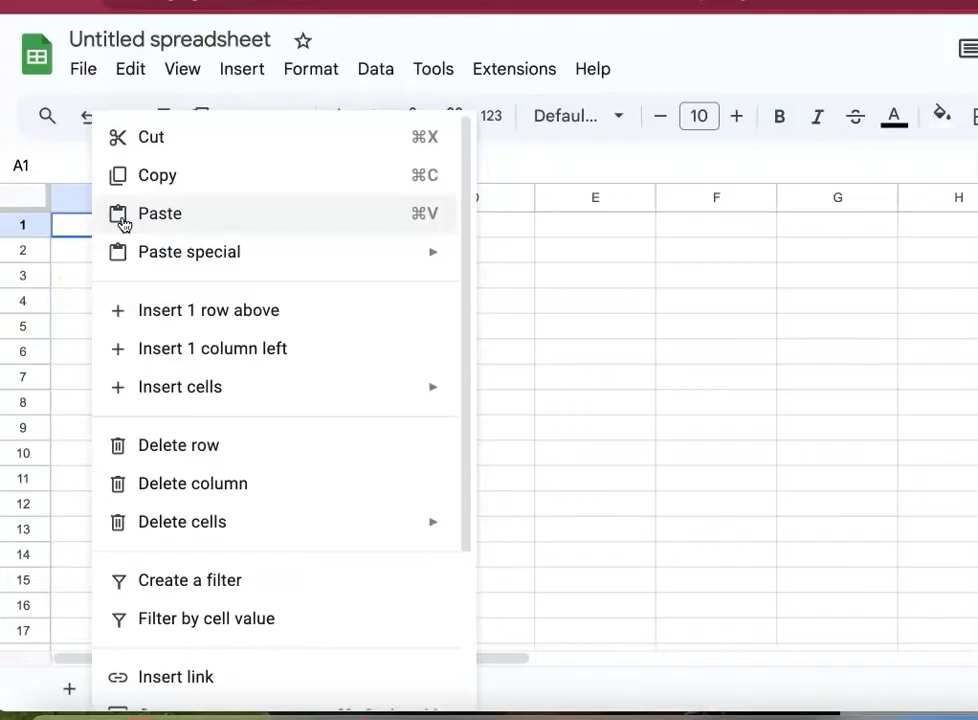 Untitled spreadsheet
File Edit View Insert Format Data Tools Extensions Help
123 Defaul... 10 B I A
A1
E F G H
1
2
3
4
5
6
7
8
9
10
11
12
13
14
15
16
17
Cut ⌘X
Copy ⌘C
Paste ⌘V
Paste special
Insert 1 row above
Insert 1 column left
Insert cells
Delete row
Delete column
Delete cells
Create a filter
Filter by cell value
Insert link